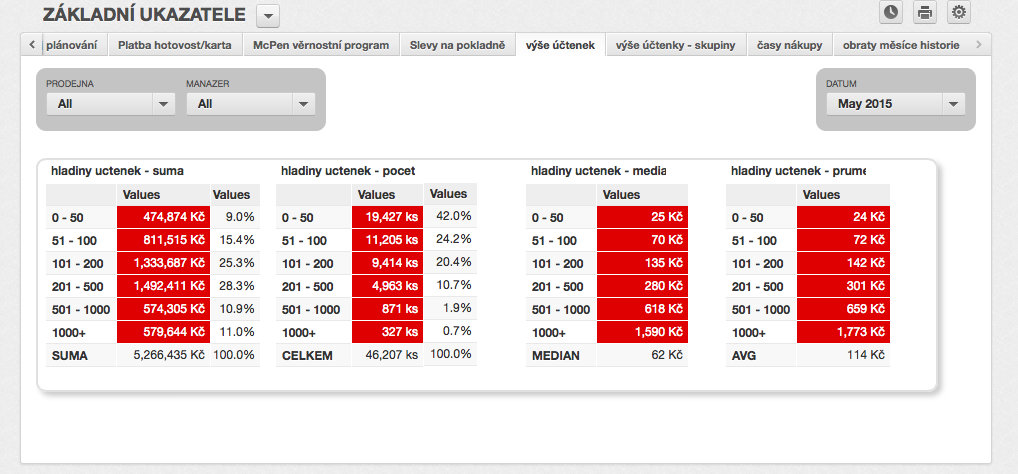 ZÁKLADNÍ UKAZATELE
plánování Platba hotovost/karta McPen věrnostní program Slevy na pokladně výše účtenek výše účtenky - skupiny časy nákupy obraty měsíce historie
PRODEJNA MANAZER DATUM
All All May 2015
hladiny uctenek - suma hladiny uctenek - pocet hladiny uctenek - media hladiny uctenek - prume
Values Values Values Values Values Values
0 - 50 474,874 Kč 9.0% 0 - 50 19,427 ks 42.0% 0 - 50 25 Kč 0 - 50 24 Kč
51 - 100 811,515 Kč 15.4% 51 - 100 11,205 ks 24.2% 51 - 100 70 Kč 51 - 100 72 Kč
101 - 200 1,333,687 Kč 25.3% 101 - 200 9,414 ks 20.4% 101 - 200 135 Kč 101 - 200 142 Kč
201 - 500 1,492,411 Kč 28.3% 201 - 500 4,963 ks 10.7% 201 - 500 280 Kč 201 - 500 301 Kč
501 - 1000 574,305 Kč 10.9% 501 - 1000 871 ks 1.9% 501 - 1000 618 Kč 501 - 1000 659 Kč
1000+ 579,644 Kč 11.0% 1000+ 327 ks 0.7% 1000+ 1,590 Kč 1000+ 1,773 Kč
SUMA 5,266,435 Kč 100.0% CELKEM 46,207 ks 100.0% MEDIAN 62 Kč AVG 114 Kč